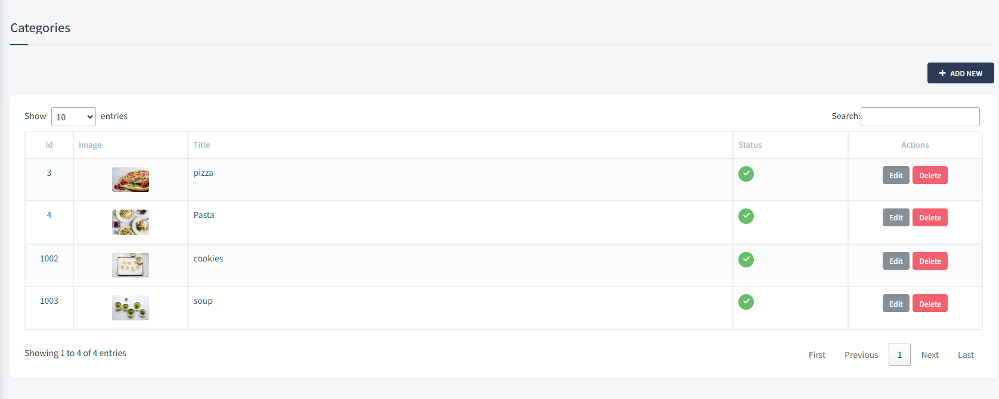 Categories
ADD NEW
Show 10 entries
Search:
Id Image Title Status Actions
3 pizza Edit Delete
4 Pasta Edit Delete
1002 cookies Edit Delete
1003 soup Edit Delete
Showing 1 to 4 of 4 entries
First Previous 1 Next Last